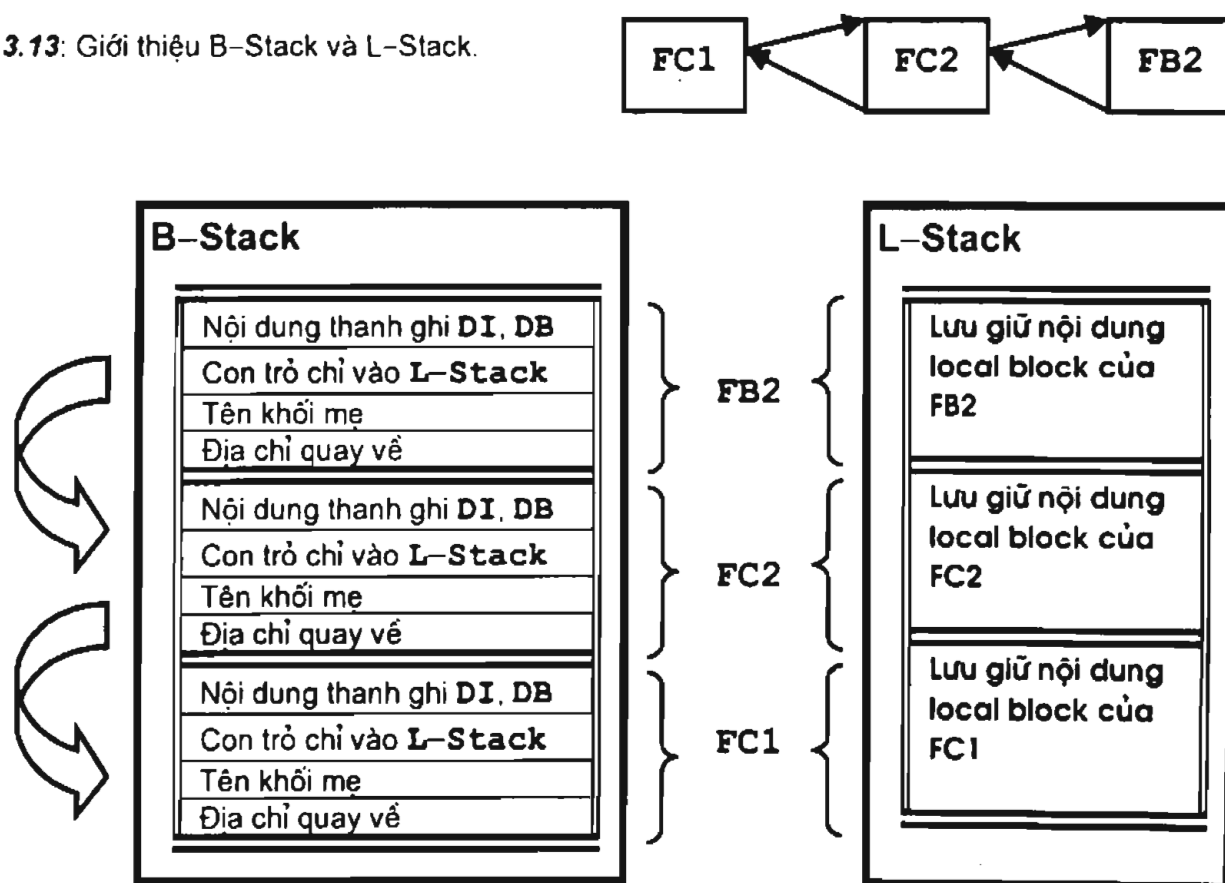 3.13: Giới thiệu B–Stack và L–Stack.
FC1
FC2
FB2
B–Stack
Nội dung thanh ghi DI, DB
Con trỏ chỉ vào L–Stack
Tên khối mẹ
Địa chỉ quay về
Nội dung thanh ghi DI, DB
Con trỏ chỉ vào L–Stack
Tên khối mẹ
Địa chỉ quay về
Nội dung thanh ghi DI, DB
Con trỏ chỉ vào L–Stack
Tên khối mẹ
Địa chỉ quay về
FB2
FC2
FC1
L–Stack
Lưu giữ nội dung
local block của
FB2
Lưu giữ nội dung
local block của
FC2
Lưu giữ nội dung
local block của
FC1